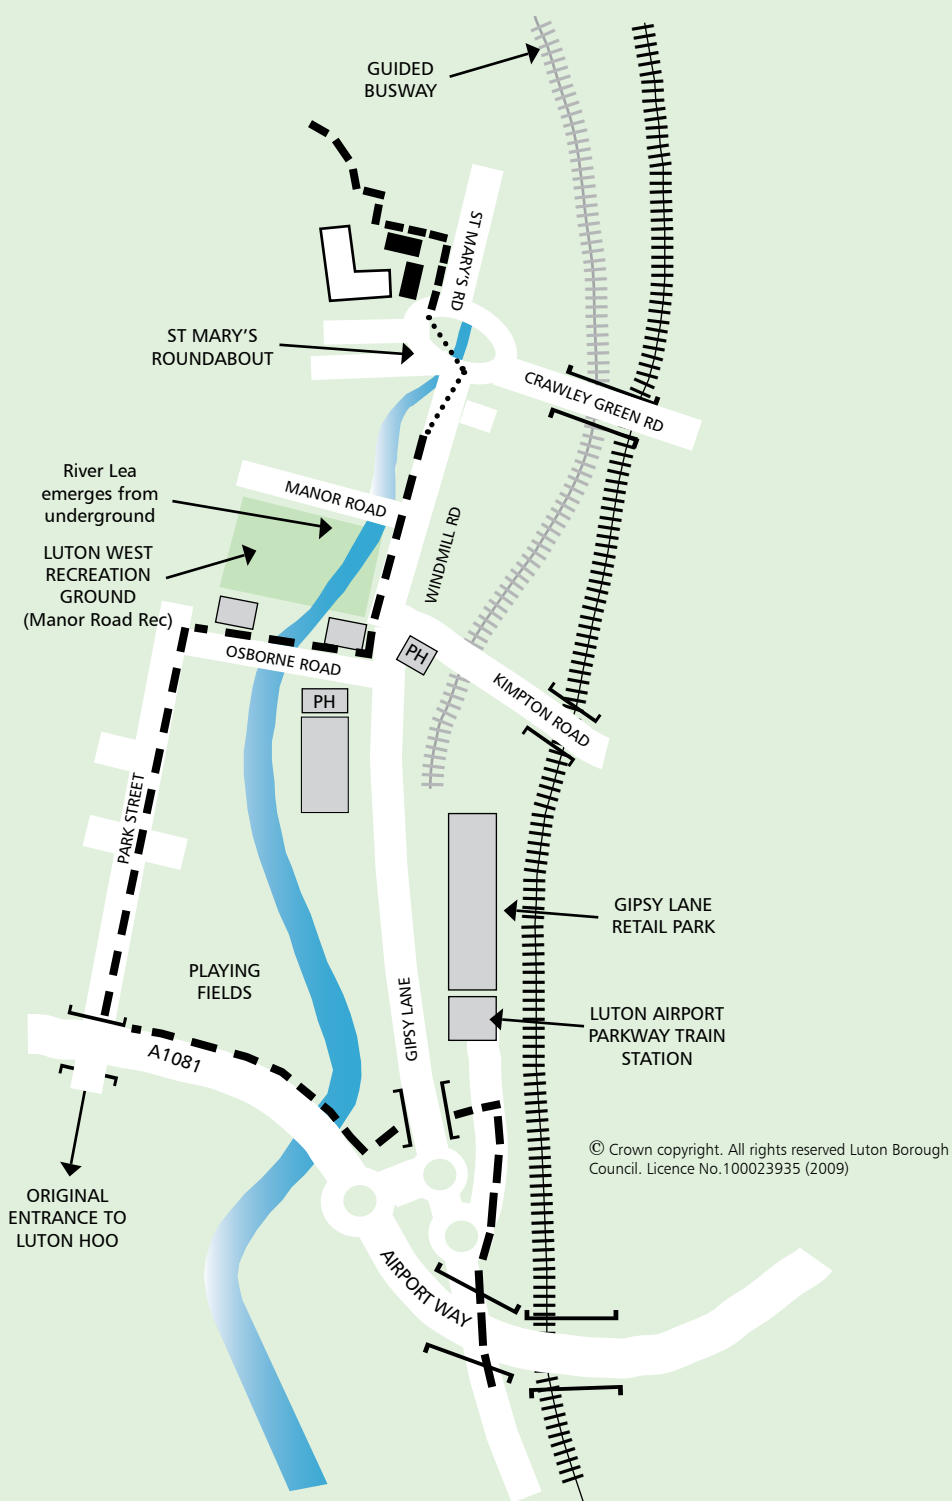 GUIDED
BUSWAY
ST MARY'S RD
ST MARY'S
ROUNDABOUT
CRAWLEY GREEN RD
River Lea
emerges from
underground
MANOR ROAD
WINDMILL RD
LUTON WEST
RECREATION
GROUND
(Manor Road Rec)
OSBORNE ROAD
PH
PH
KIMPTON ROAD
PARK STREET
GIPSY LANE
RETAIL PARK
PLAYING
FIELDS
GIPSY LANE
LUTON AIRPORT
PARKWAY TRAIN
STATION
A1081
© Crown copyright. All rights reserved Luton Borough
Council. Licence No.100023935 (2009)
ORIGINAL
ENTRANCE TO
LUTON HOO
AIRPORT WAY